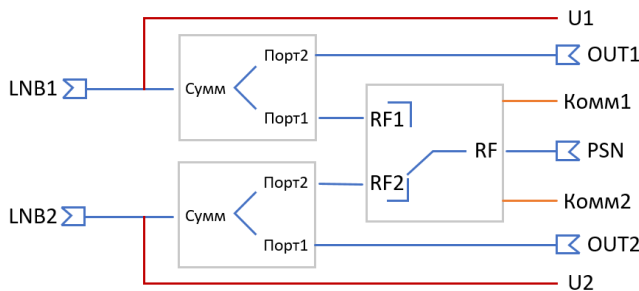 U1
Порт2
OUT1
LNB1
Сумм
Комм1
Порт1
RF1
RF
PSN
Порт2
RF2
LNB2
Сумм
Комм2
Порт1
OUT2
U2